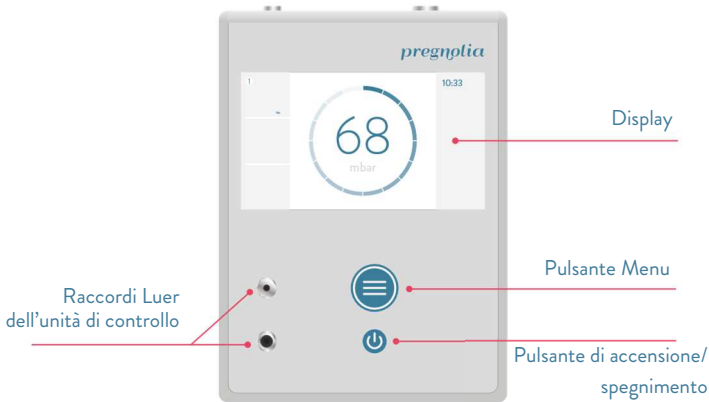 pregnolia
1
10:33
68
mbar
Display
Pulsante Menu
Raccordi Luer
dell'unità di controllo
Pulsante di accensione/
spegnimento